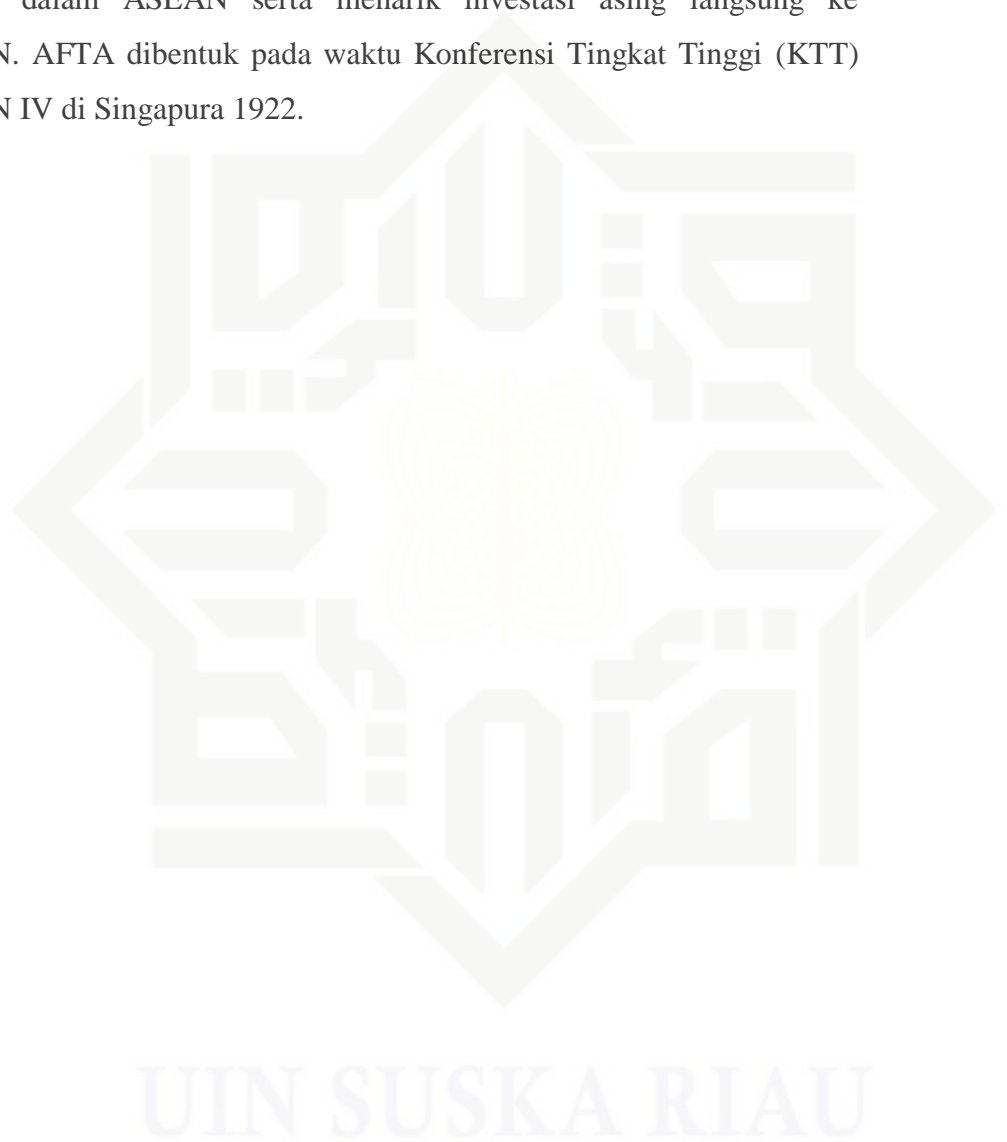 dalam ASEAN serta menarik investasi asing langsung ke
N. AFTA dibentuk pada waktu Konferensi Tingkat Tinggi (KTT)
N IV di Singapura 1922.
UIN SUSKA RIAU